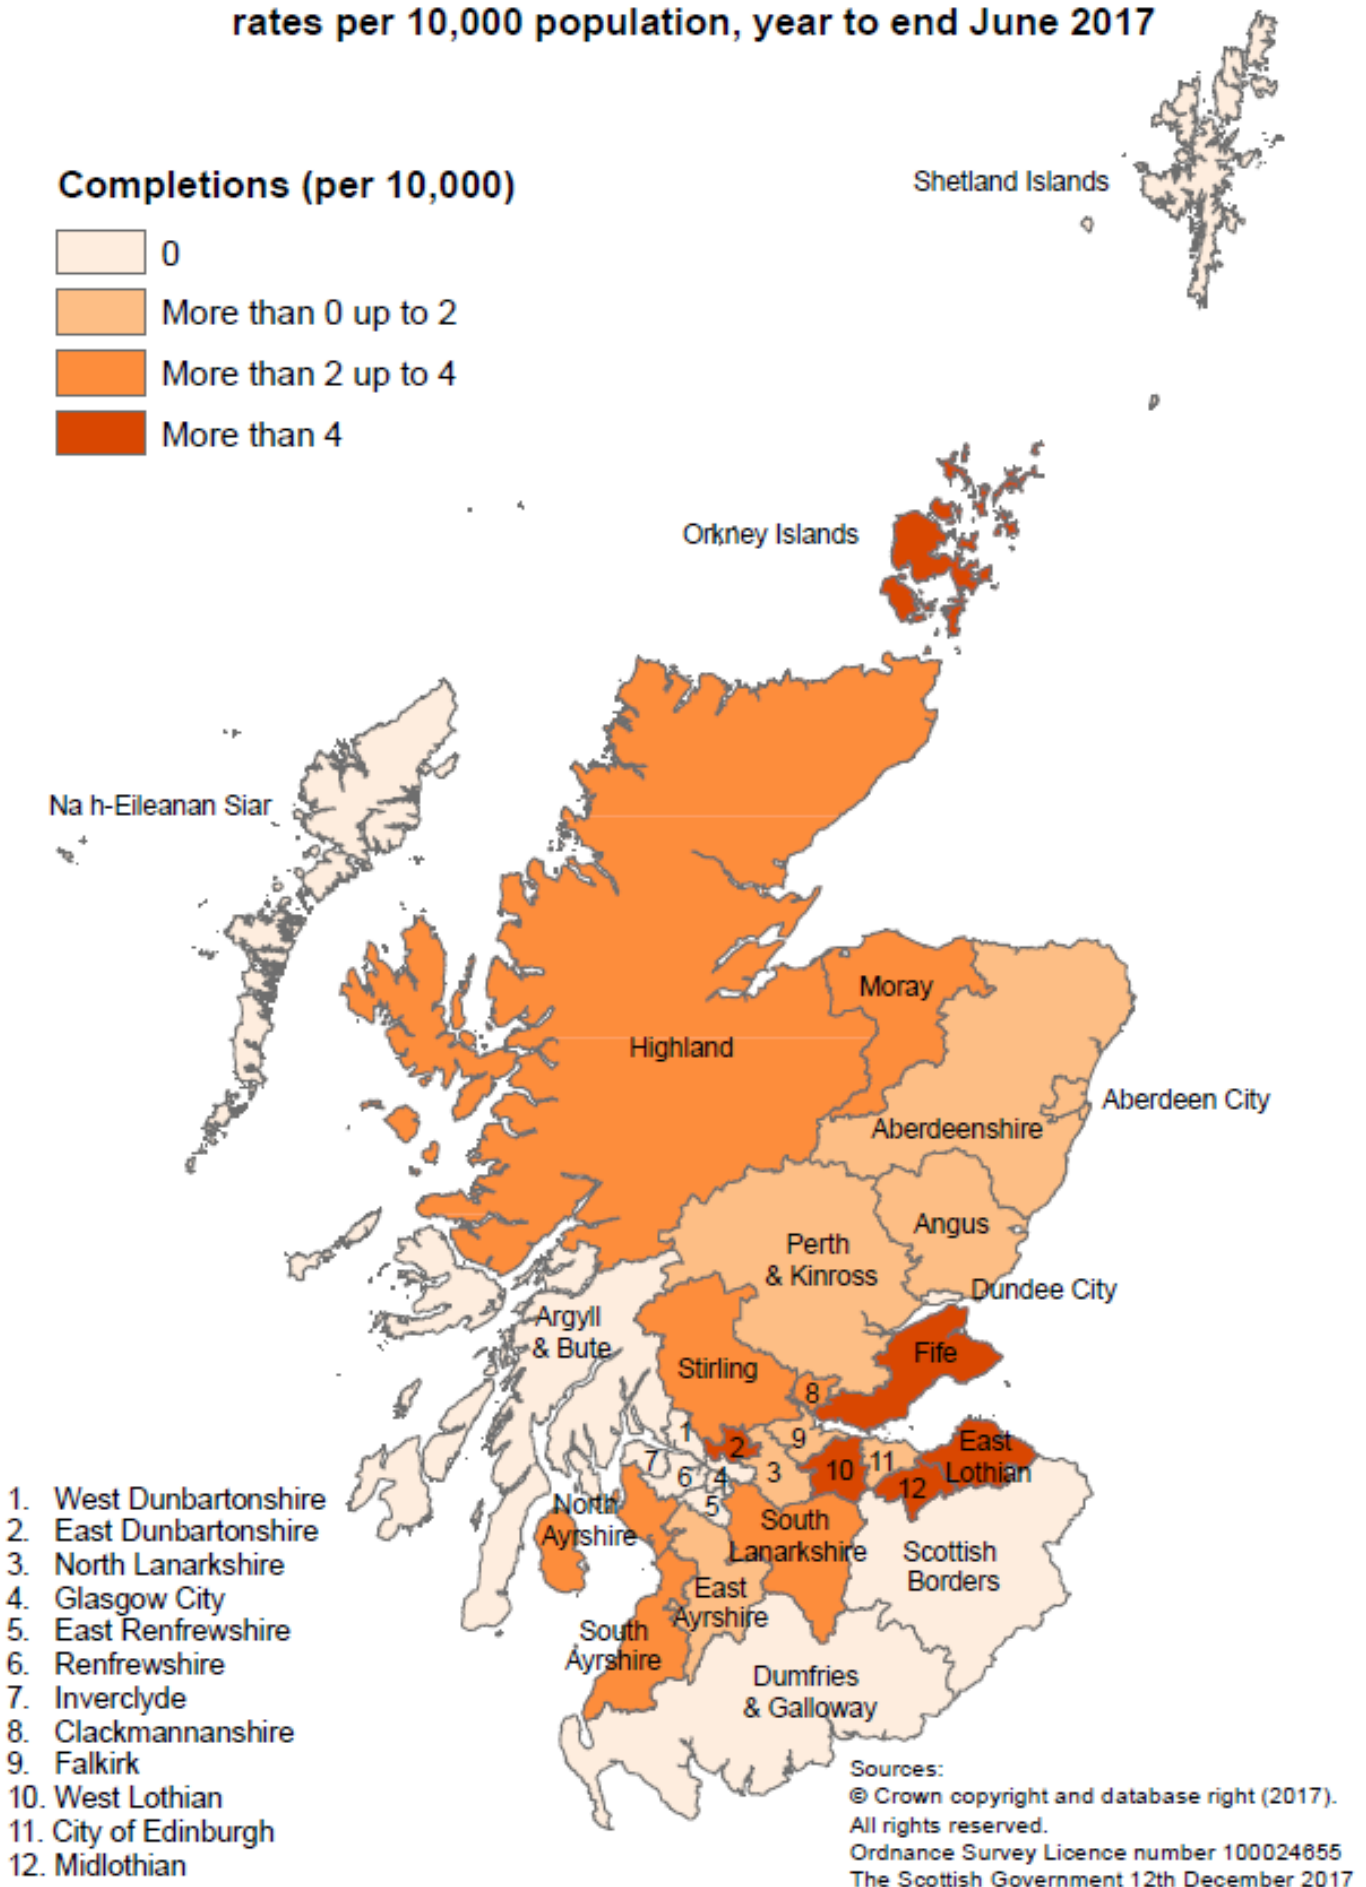 rates per 10,000 population, year to end June 2017
Completions (per 10,000)
0
More than 0 up to 2
More than 2 up to 4
More than 4
Shetland Islands
Orkney Islands
Na h-Eileanan Siar
Moray
Highland
Aberdeen City
Aberdeenshire
Angus
Perth
& Kinross
Dundee City
Argyll
& Bute
Fife
Stirling
8
1
2
9
East
Lothian
7
6
4
3
10
11
12
5
North
Ayrshire
South
Lanarkshire
Scottish
Borders
East
Ayrshire
South
Ayrshire
Dumfries
& Galloway
1. West Dunbartonshire
2. East Dunbartonshire
3. North Lanarkshire
4. Glasgow City
5. East Renfrewshire
6. Renfrewshire
7. Inverclyde
8. Clackmannanshire
9. Falkirk
10. West Lothian
11. City of Edinburgh
12. Midlothian
Sources:
© Crown copyright and database right (2017).
All rights reserved.
Ordnance Survey Licence number 100024655
The Scottish Government 12th December 2017